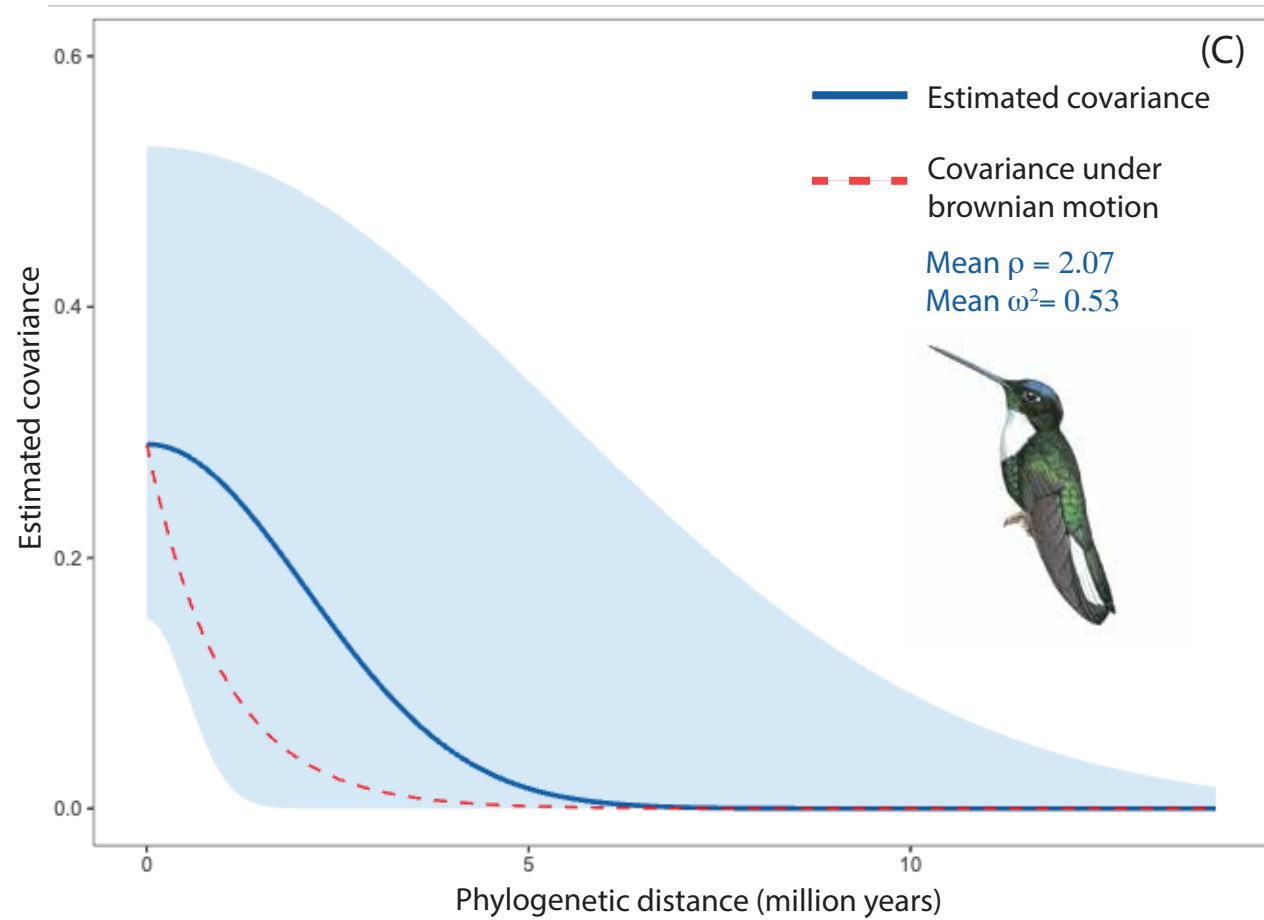 (C)
0.6
0.4
0.2
0.0
Estimated covariance
Estimated covariance
Covariance under
brownian motion
Mean ρ = 2.07
Mean ω²= 0.53
0
5
10
Phylogenetic distance (million years)